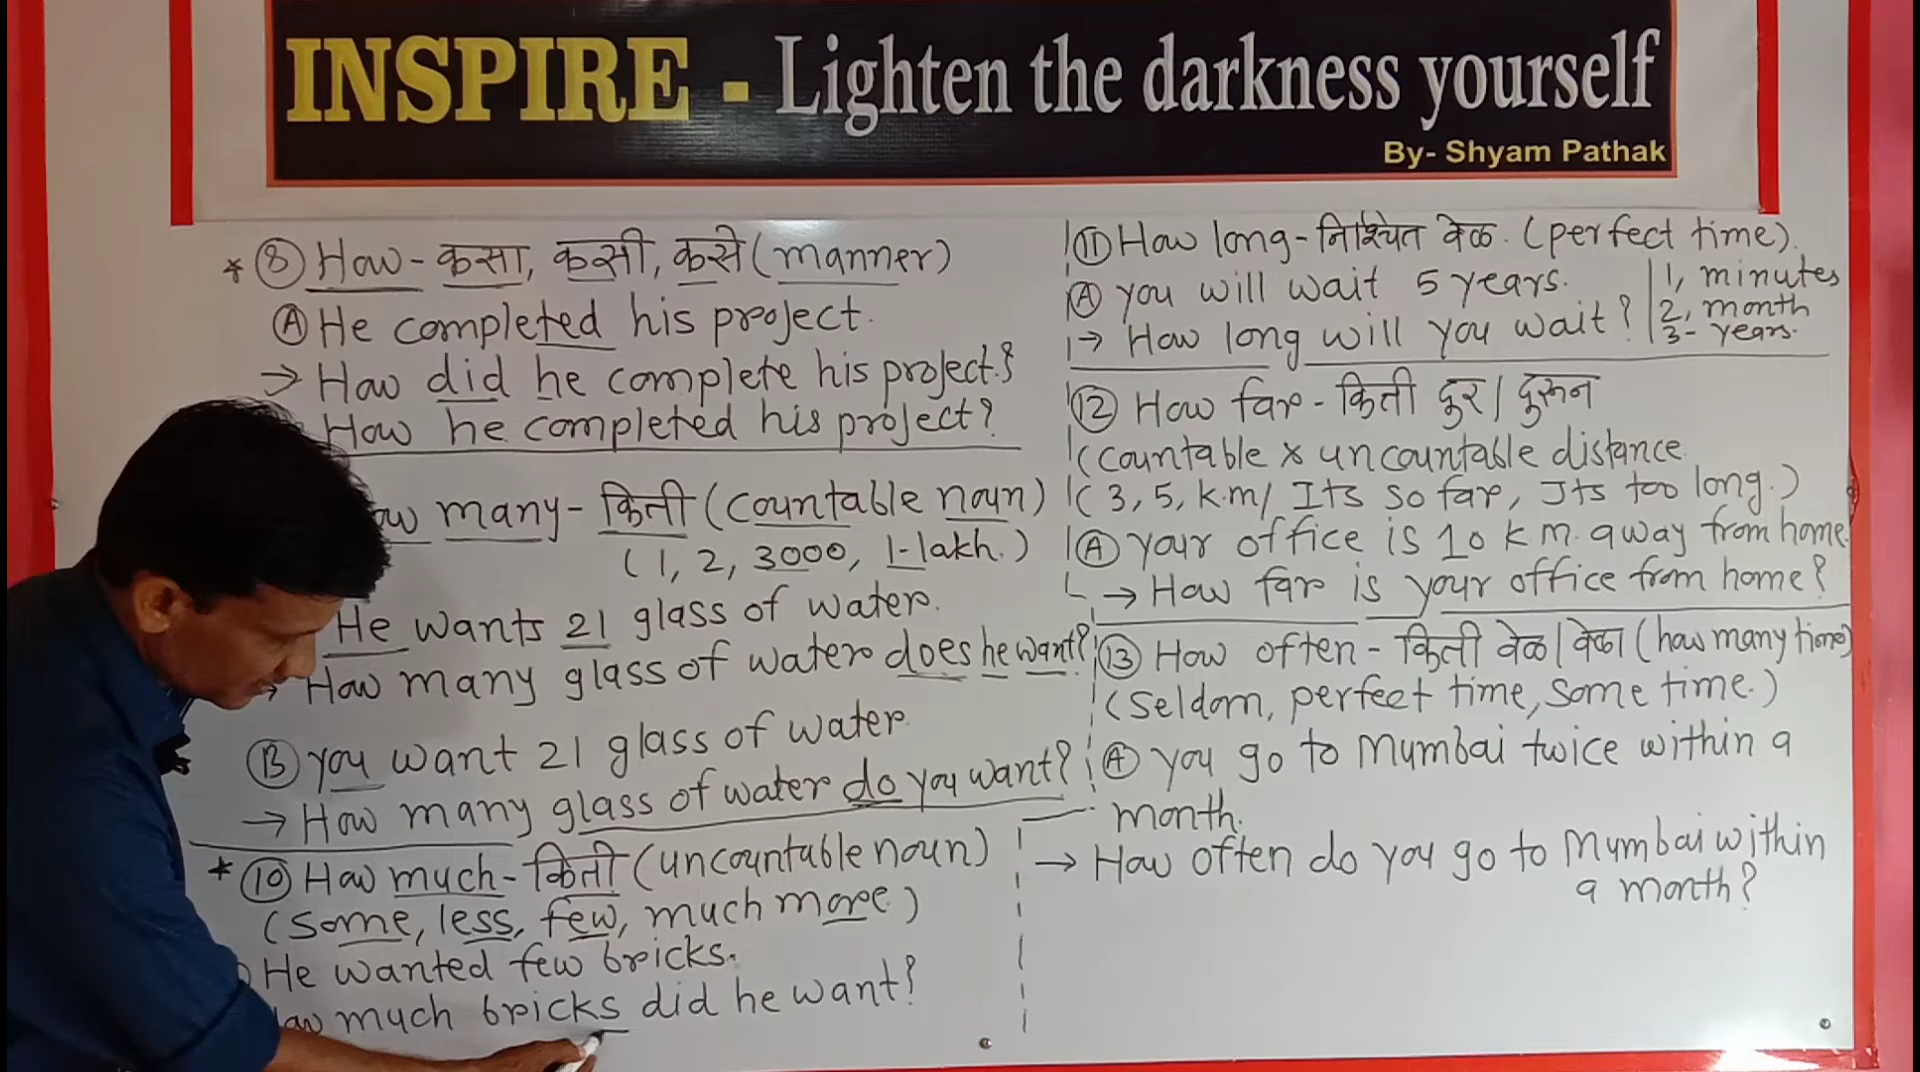 INSPIRE - Lighten the darkness yourself
By- Shyam Pathak
* ⑧ How - कसा, कसी, कसे (manner)
Ⓐ He completed his project.
→ How did he complete his project?
How he completed his project?
many - किती (countable noun)
(1, 2, 3000, 1-lakh.)
He wants 21 glass of water.
How many glass of water does he want?
Ⓑ you want 21 glass of water.
→ How many glass of water do you want?
* ⑩ How much - किती (uncountable noun)
(some, less, few, much more)
He wanted few bricks.
much bricks did he want?
⑪ How long - निश्चित वेळ. (perfect time).
Ⓐ you will wait 5 years.
→ How long will you wait?
1, minutes
2, month
3- years.
⑫ How far - किती दुर / दुरून
(countable x uncountable distance
(3, 5, k.m/ Its so far, Its too long.)
Ⓐ your office is 10 k.m. away from home.
→ How far is your office from home?
⑬ How often - किती वेळ / वेळा (how many time)
(seldom, perfect time, some time.)
Ⓐ you go to Mumbai twice within a
month.
→ How often do you go to Mumbai within
a month?